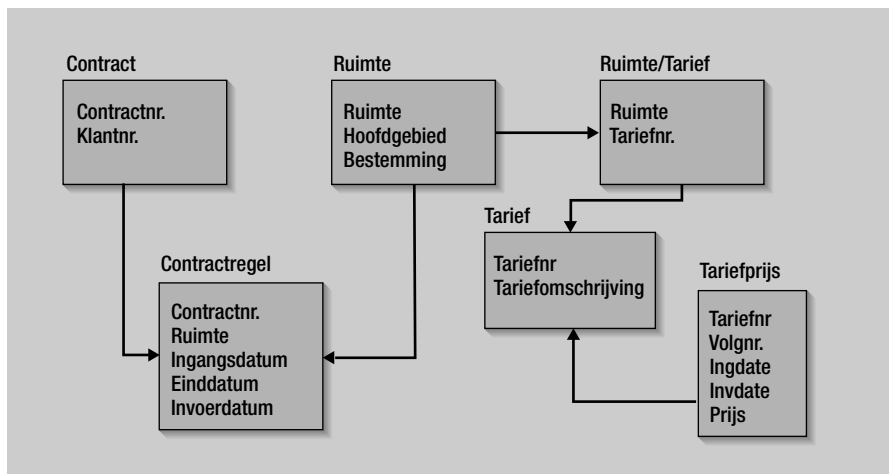 Contract
Contractnr.
Klantnr.
Ruimte
Ruimte
Hoofdgebied
Bestemming
Ruimte/Tarief
Ruimte
Tariefnr.
Tarief
Tariefnr
Tariefomschrijving
Contractregel
Contractnr.
Ruimte
Ingangsdatum
Einddatum
Invoerdatum
Tariefprijs
Tariefnr
Volgnr.
Ingdate
Invdate
Prijs